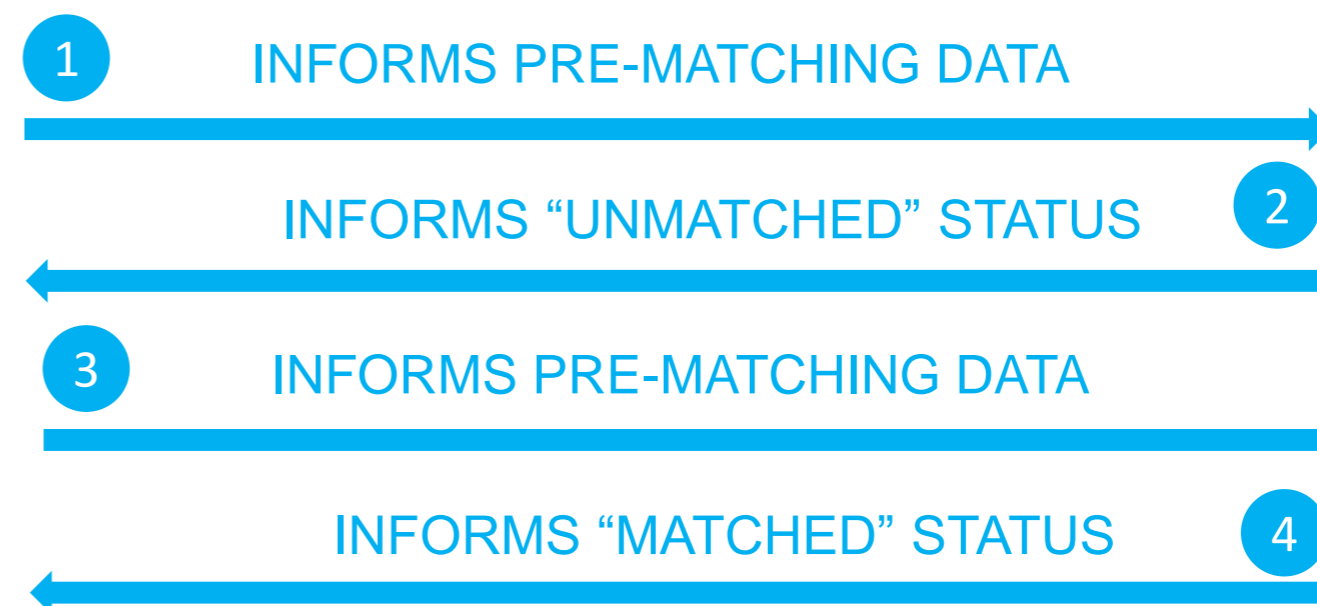 1 INFORMS PRE-MATCHING DATA
INFORMS “UNMATCHED” STATUS 2
3 INFORMS PRE-MATCHING DATA
INFORMS “MATCHED” STATUS 4